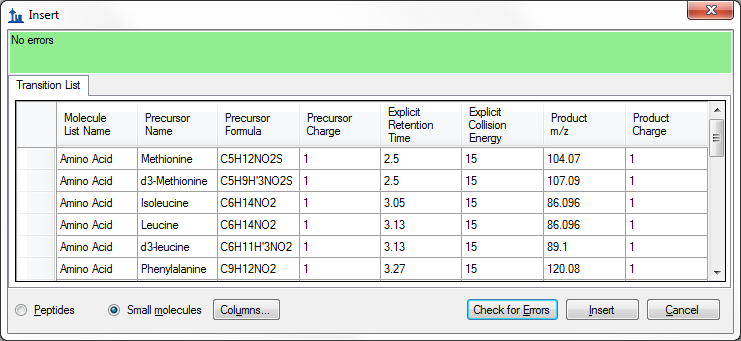 Insert
No errors
Transition List
Molecule List Name Precursor Name Precursor Formula Precursor Charge Explicit Retention Time Explicit Collision Energy Product m/z Product Charge
Amino Acid Methionine C5H12NO2S 1 2.5 15 104.07 1
Amino Acid d3-Methionine C5H9H'3NO2S 1 2.5 15 107.09 1
Amino Acid Isoleucine C6H14NO2 1 3.05 15 86.096 1
Amino Acid Leucine C6H14NO2 1 3.13 15 86.096 1
Amino Acid d3-leucine C6H11H'3NO2 1 3.13 15 89.1 1
Amino Acid Phenylalanine C9H12NO2 1 3.27 15 120.08 1
Peptides Small molecules Columns... Check for Errors Insert Cancel